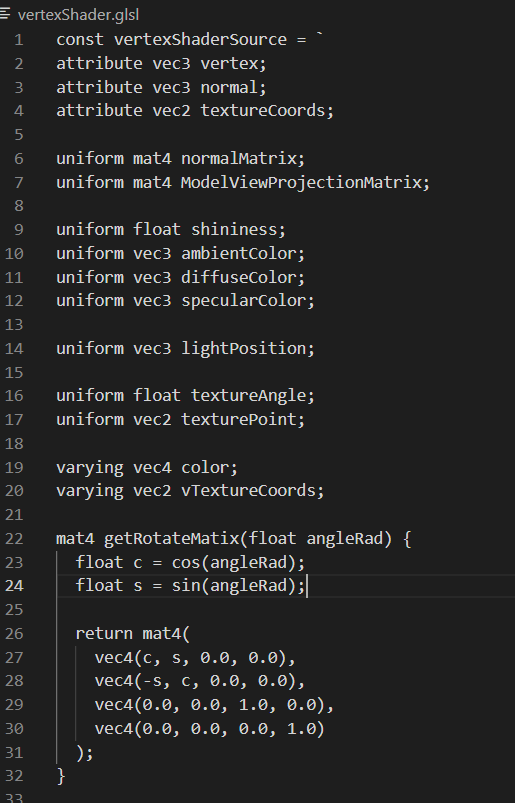 vertexShader.glsl
1 const vertexShaderSource = `
2 attribute vec3 vertex;
3 attribute vec3 normal;
4 attribute vec2 textureCoords;
5
6 uniform mat4 normalMatrix;
7 uniform mat4 ModelViewProjectionMatrix;
8
9 uniform float shininess;
10 uniform vec3 ambientColor;
11 uniform vec3 diffuseColor;
12 uniform vec3 specularColor;
13
14 uniform vec3 lightPosition;
15
16 uniform float textureAngle;
17 uniform vec2 texturePoint;
18
19 varying vec4 color;
20 varying vec2 vTextureCoords;
21
22 mat4 getRotateMatix(float angleRad) {
23   float c = cos(angleRad);
24   float s = sin(angleRad);
25
26   return mat4(
27     vec4(c, s, 0.0, 0.0),
28     vec4(-s, c, 0.0, 0.0),
29     vec4(0.0, 0.0, 1.0, 0.0),
30     vec4(0.0, 0.0, 0.0, 1.0)
31   );
32 }
33